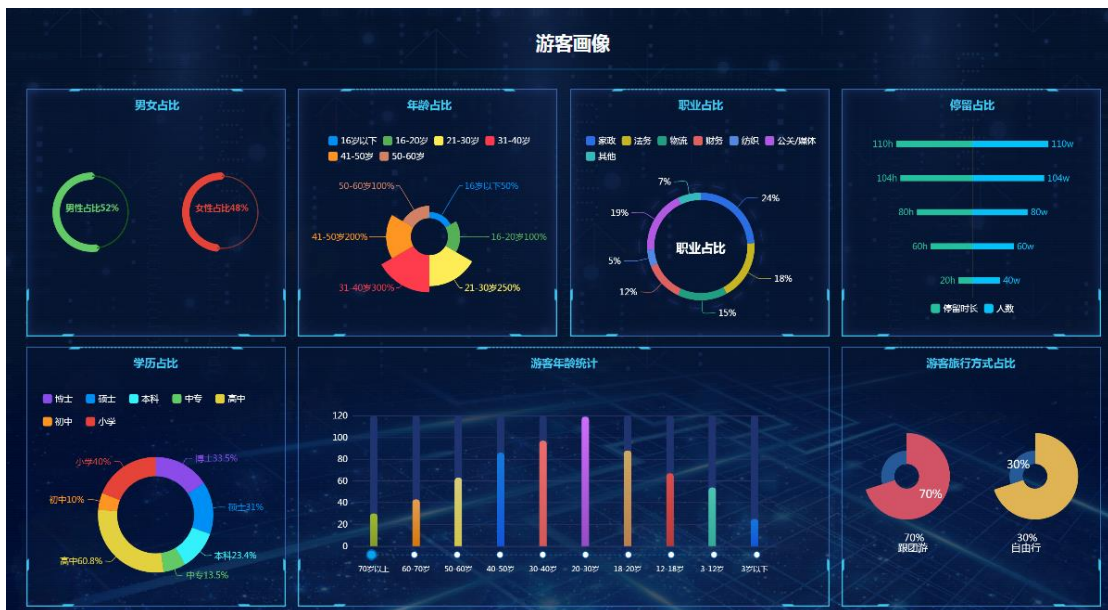 游客画像
男女占比
男性占比52%
女性占比48%
年龄占比
16岁以下 16-20岁 21-30岁 31-40岁
41-50岁 50-60岁
50-60岁100%
16岁以下50%
41-50岁200%
16-20岁100%
31-40岁300%
21-30岁250%
职业占比
家政 法务 物流 财务 纺织 公关/媒体
其他
7%
24%
19%
职业占比
5%
18%
12%
15%
停留占比
110h 110w
104h 104w
80h 80w
60h 60w
20h 40w
停留时长 人数
学历占比
博士 硕士 本科 中专 高中
初中 小学
小学40%
博士33.5%
初中10%
硕士31%
高中60.8%
本科23.4%
中专13.5%
游客年龄统计
120
100
80
60
40
20
0
70岁以上 60-70岁 50-60岁 40-50岁 30-40岁 20-30岁 18-20岁 12-18岁 3-12岁 3岁以下
游客旅行方式占比
70%
70%
跟团游
30%
30%
自由行